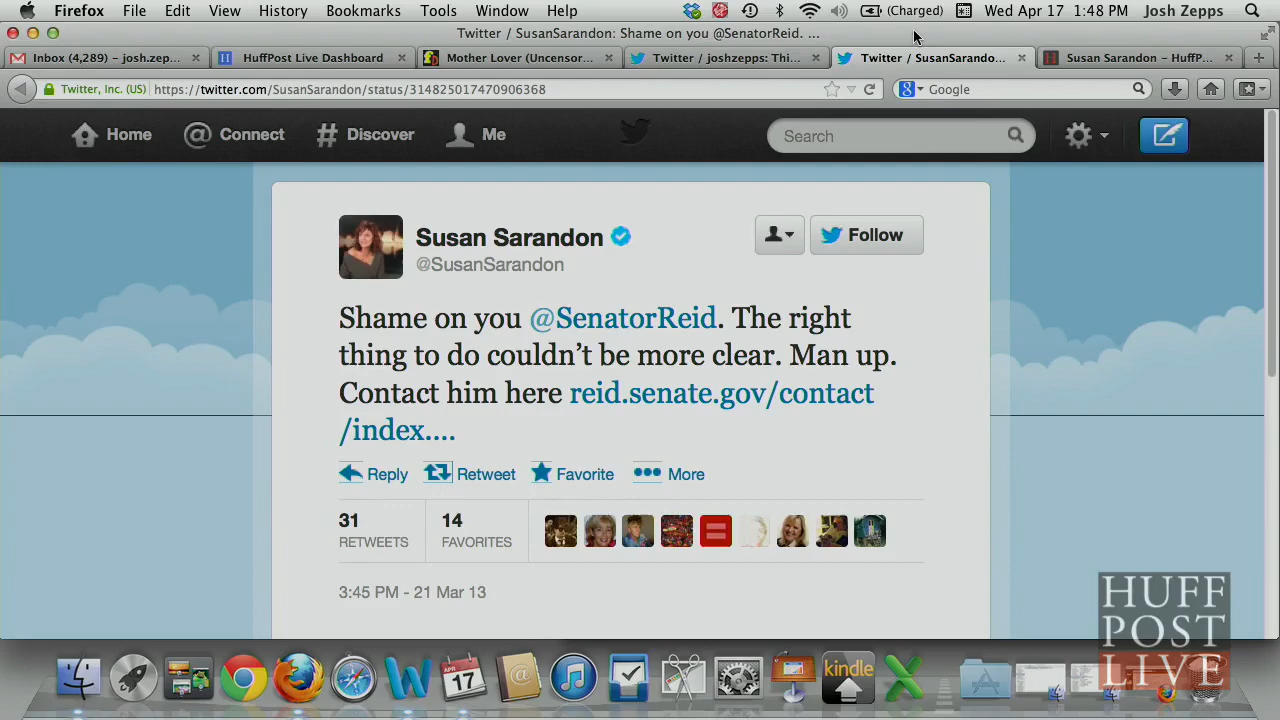 Firefox File Edit View History Bookmarks Tools Window Help (Charged) Wed Apr 17 1:48 PM Josh Zepps
Twitter / SusanSarandon: Shame on you @SenatorReid. ...
Inbox (4,289) – josh.zep... HuffPost Live Dashboard Mother Lover (Uncensor... Twitter / joshzepps: Thi... Twitter / SusanSarando... Susan Sarandon – HuffP...
Twitter, Inc. (US) https://twitter.com/SusanSarandon/status/314825017470906368 Google
Home Connect Discover Me Search
Susan Sarandon Follow
@SusanSarandon
Shame on you @SenatorReid. The right
thing to do couldn't be more clear. Man up.
Contact him here reid.senate.gov/contact
/index....
Reply Retweet Favorite More
31 14
RETWEETS FAVORITES
3:45 PM - 21 Mar 13
HUFF
POST
LIVE
APR
17
kindle